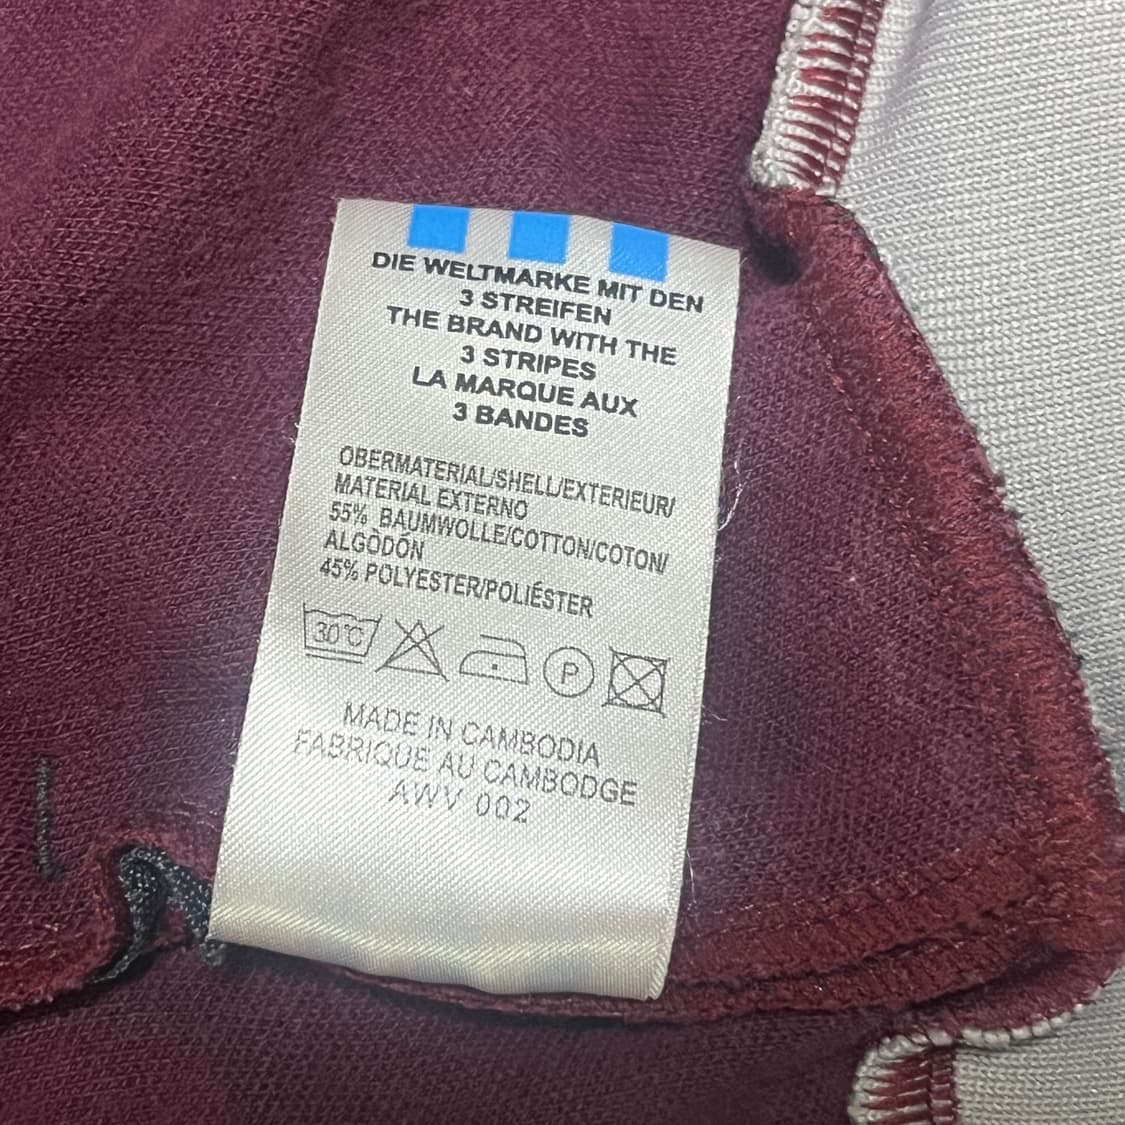 DIE WELTMARKE MIT DEN
3 STREIFEN
THE BRAND WITH THE
3 STRIPES
LA MARQUE AUX
3 BANDES
OBERMATERIAL/SHELL/EXTERIEUR/
MATERIAL EXTERNO
55% BAUMWOLLE/COTTON/COTON/
ALGÒDÓN
45% POLYESTER/POLIÉSTER
30°C
P
MADE IN CAMBODIA
FABRIQUE AU CAMBODGE
AWV 002